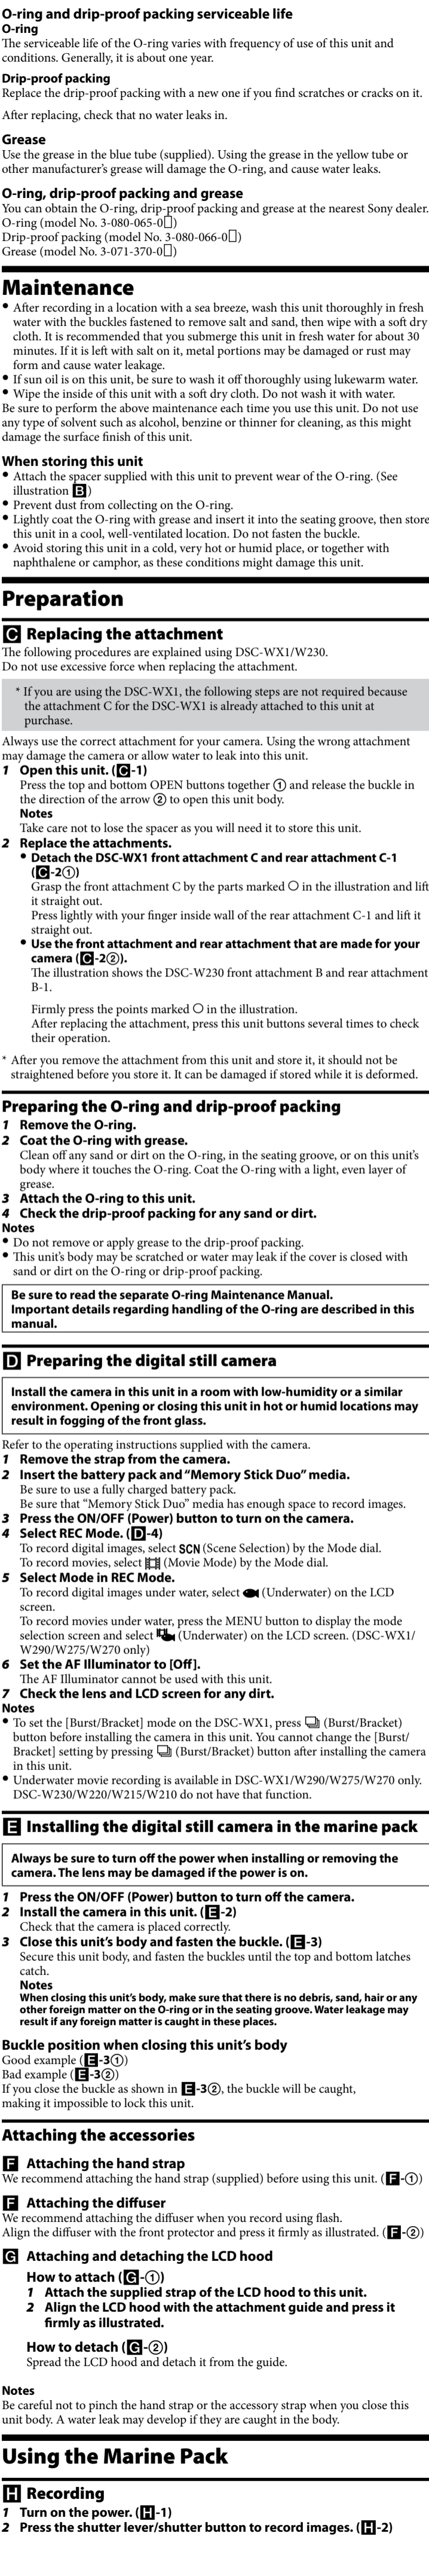 O-ring and drip-proof packing serviceable life
O-ring
The serviceable life of the O-ring varies with frequency of use of this unit and
conditions. Generally, it is about one year.
Drip-proof packing
Replace the drip-proof packing with a new one if you find scratches or cracks on it.
After replacing, check that no water leaks in.
Grease
Use the grease in the blue tube (supplied). Using the grease in the yellow tube or
other manufacturer's grease will damage the O-ring, and cause water leaks.
O-ring, drip-proof packing and grease
You can obtain the O-ring, drip-proof packing and grease at the nearest Sony dealer.
O-ring (model No. 3-080-065-0□)
Drip-proof packing (model No. 3-080-066-0□)
Grease (model No. 3-071-370-0□)
Maintenance
• After recording in a location with a sea breeze, wash this unit thoroughly in fresh
water with the buckles fastened to remove salt and sand, then wipe with a soft dry
cloth. It is recommended that you submerge this unit in fresh water for about 30
minutes. If it is left with salt on it, metal portions may be damaged or rust may
form and cause water leakage.
• If sun oil is on this unit, be sure to wash it off thoroughly using lukewarm water.
• Wipe the inside of this unit with a soft dry cloth. Do not wash it with water.
Be sure to perform the above maintenance each time you use this unit. Do not use
any type of solvent such as alcohol, benzine or thinner for cleaning, as this might
damage the surface finish of this unit.
When storing this unit
• Attach the spacer supplied with this unit to prevent wear of the O-ring. (See
illustration B)
• Prevent dust from collecting on the O-ring.
• Lightly coat the O-ring with grease and insert it into the seating groove, then store
this unit in a cool, well-ventilated location. Do not fasten the buckle.
• Avoid storing this unit in a cold, very hot or humid place, or together with
naphthalene or camphor, as these conditions might damage this unit.
Preparation
C Replacing the attachment
The following procedures are explained using DSC-WX1/W230.
Do not use excessive force when replacing the attachment.
* If you are using the DSC-WX1, the following steps are not required because
the attachment C for the DSC-WX1 is already attached to this unit at
purchase.
Always use the correct attachment for your camera. Using the wrong attachment
may damage the camera or allow water to leak into this unit.
1 Open this unit. (C-1)
Press the top and bottom OPEN buttons together ① and release the buckle in
the direction of the arrow ② to open this unit body.
Notes
Take care not to lose the spacer as you will need it to store this unit.
2 Replace the attachments.
• Detach the DSC-WX1 front attachment C and rear attachment C-1
(C-2①)
Grasp the front attachment C by the parts marked ○ in the illustration and lift
it straight out.
Press lightly with your finger inside wall of the rear attachment C-1 and lift it
straight out.
• Use the front attachment and rear attachment that are made for your
camera (C-2②).
The illustration shows the DSC-W230 front attachment B and rear attachment
B-1.
Firmly press the points marked ○ in the illustration.
After replacing the attachment, press this unit buttons several times to check
their operation.
* After you remove the attachment from this unit and store it, it should not be
straightened before you store it. It can be damaged if stored while it is deformed.
Preparing the O-ring and drip-proof packing
1 Remove the O-ring.
2 Coat the O-ring with grease.
Clean off any sand or dirt on the O-ring, in the seating groove, or on this unit's
body where it touches the O-ring. Coat the O-ring with a light, even layer of
grease.
3 Attach the O-ring to this unit.
4 Check the drip-proof packing for any sand or dirt.
Notes
• Do not remove or apply grease to the drip-proof packing.
• This unit's body may be scratched or water may leak if the cover is closed with
sand or dirt on the O-ring or drip-proof packing.
Be sure to read the separate O-ring Maintenance Manual.
Important details regarding handling of the O-ring are described in this
manual.
D Preparing the digital still camera
Install the camera in this unit in a room with low-humidity or a similar
environment. Opening or closing this unit in hot or humid locations may
result in fogging of the front glass.
Refer to the operating instructions supplied with the camera.
1 Remove the strap from the camera.
2 Insert the battery pack and "Memory Stick Duo" media.
Be sure to use a fully charged battery pack.
Be sure that "Memory Stick Duo" media has enough space to record images.
3 Press the ON/OFF (Power) button to turn on the camera.
4 Select REC Mode. (D-4)
To record digital images, select SCN (Scene Selection) by the Mode dial.
To record movies, select (Movie Mode) by the Mode dial.
5 Select Mode in REC Mode.
To record digital images under water, select (Underwater) on the LCD
screen.
To record movies under water, press the MENU button to display the mode
selection screen and select (Underwater) on the LCD screen. (DSC-WX1/
W290/W275/W270 only)
6 Set the AF Illuminator to [Off].
The AF Illuminator cannot be used with this unit.
7 Check the lens and LCD screen for any dirt.
Notes
• To set the [Burst/Bracket] mode on the DSC-WX1, press (Burst/Bracket)
button before installing the camera in this unit. You cannot change the [Burst/
Bracket] setting by pressing (Burst/Bracket) button after installing the camera
in this unit.
• Underwater movie recording is available in DSC-WX1/W290/W275/W270 only.
DSC-W230/W220/W215/W210 do not have that function.
E Installing the digital still camera in the marine pack
Always be sure to turn off the power when installing or removing the
camera. The lens may be damaged if the power is on.
1 Press the ON/OFF (Power) button to turn off the camera.
2 Install the camera in this unit. (E-2)
Check that the camera is placed correctly.
3 Close this unit's body and fasten the buckle. (E-3)
Secure this unit body, and fasten the buckles until the top and bottom latches
catch.
Notes
When closing this unit's body, make sure that there is no debris, sand, hair or any
other foreign matter on the O-ring or in the seating groove. Water leakage may
result if any foreign matter is caught in these places.
Buckle position when closing this unit's body
Good example (E-3①)
Bad example (E-3②)
If you close the buckle as shown in E-3②, the buckle will be caught,
making it impossible to lock this unit.
Attaching the accessories
F Attaching the hand strap
We recommend attaching the hand strap (supplied) before using this unit. (F-①)
F Attaching the diffuser
We recommend attaching the diffuser when you record using flash.
Align the diffuser with the front protector and press it firmly as illustrated. (F-②)
G Attaching and detaching the LCD hood
How to attach (G-①)
1 Attach the supplied strap of the LCD hood to this unit.
2 Align the LCD hood with the attachment guide and press it
firmly as illustrated.
How to detach (G-②)
Spread the LCD hood and detach it from the guide.
Notes
Be careful not to pinch the hand strap or the accessory strap when you close this
unit body. A water leak may develop if they are caught in the body.
Using the Marine Pack
H Recording
1 Turn on the power. (H-1)
2 Press the shutter lever/shutter button to record images. (H-2)